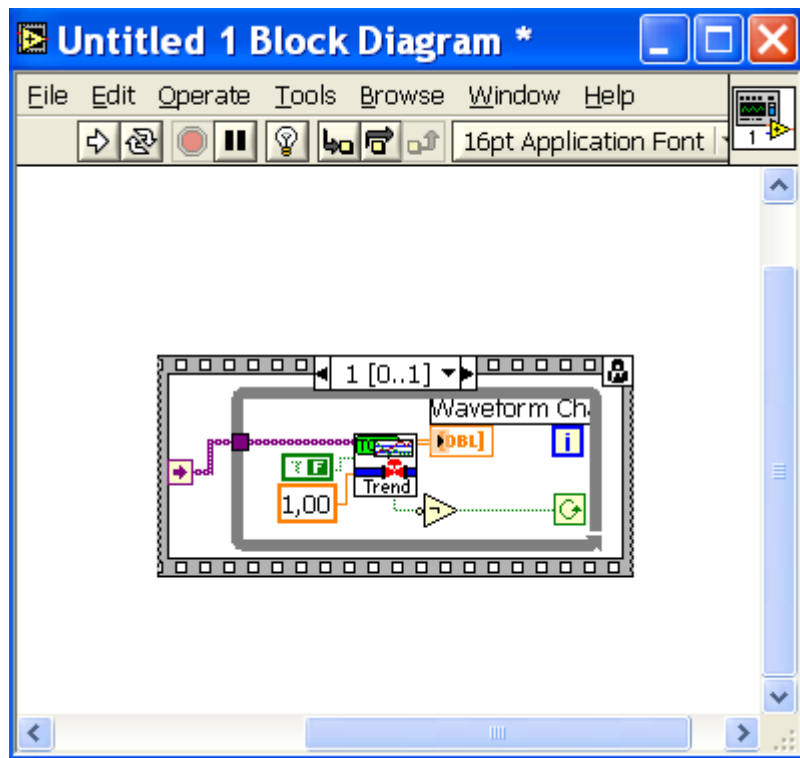 Untitled 1 Block Diagram *
File Edit Operate Tools Browse Window Help
1
16pt Application Font
1 [0..1]
Waveform Ch
DBL]
i
F
Trend
1,00